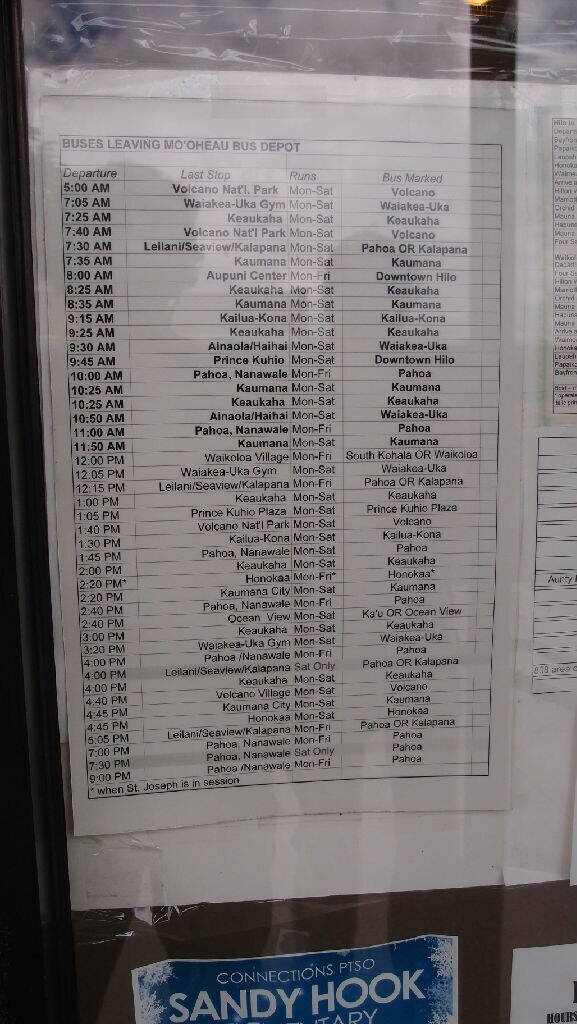 BUSES LEAVING MO'OHEAU BUS DEPOT
Departure Last Stop Runs Bus Marked
5:00 AM Volcano Nat'l. Park Mon-Sat Volcano
7:05 AM Waiakea-Uka Gym Mon-Sat Waiakea-Uka
7:25 AM Keaukaha Mon-Sat Keaukaha
7:40 AM Volcano Nat'l Park Mon-Sat Volcano
7:30 AM Leilani/Seaview/Kalapana Mon-Sat Pahoa OR Kalapana
7:35 AM Kaumana Mon-Sat Kaumana
8:00 AM Aupuni Center Mon-Fri Downtown Hilo
8:25 AM Keaukaha Mon-Sat Keaukaha
8:35 AM Kaumana Mon-Sat Kaumana
9:15 AM Kailua-Kona Mon-Sat Kailua-Kona
9:25 AM Keaukaha Mon-Sat Keaukaha
9:30 AM Ainaola/Haihai Mon-Sat Waiakea-Uka
9:45 AM Prince Kuhio Mon-Sat Downtown Hilo
10:00 AM Pahoa, Nanawale Mon-Fri Pahoa
10:25 AM Kaumana Mon-Sat Kaumana
10:25 AM Keaukaha Mon-Sat Keaukaha
10:50 AM Ainaola/Haihai Mon-Sat Waiakea-Uka
11:00 AM Pahoa, Nanawale Mon-Fri Pahoa
11:50 AM Kaumana Mon-Sat Kaumana
12:00 PM Waikoloa Village Mon-Fri South Kohala OR Waikoloa
12:05 PM Waiakea-Uka Gym Mon-Sat Waiakea-Uka
12:15 PM Leilani/Seaview/Kalapana Mon-Fri Pahoa OR Kalapana
1:00 PM Keaukaha Mon-Sat Keaukaha
1:05 PM Prince Kuhio Plaza Mon-Sat Prince Kuhio Plaza
1:40 PM Volcano Nat'l Park Mon-Sat Volcano
1:30 PM Kailua-Kona Mon-Sat Kailua-Kona
1:45 PM Pahoa, Nanawale Mon-Sat Pahoa
2:00 PM Keaukaha Mon-Sat Keaukaha
2:20 PM* Honokaa Mon-Fri* Honokaa*
2:20 PM Kaumana City Mon-Sat Kaumana
2:40 PM Pahoa, Nanawale Mon-Fri Pahoa
2:40 PM Ocean View Mon-Sat Ka'u OR Ocean View
3:00 PM Keaukaha Mon-Sat Keaukaha
3:20 PM Waiakea-Uka Gym Mon-Sat Waiakea-Uka
4:00 PM Pahoa /Nanawale Mon-Fri Pahoa
4:00 PM Leilani/Seaview/Kalapana Sat Only Pahoa OR Kalapana
4:00 PM Keaukaha Mon-Sat Keaukaha
4:40 PM Volcano Village Mon-Sat Volcano
4:45 PM Kaumana City Mon-Sat Kaumana
4:45 PM Honokaa Mon-Sat Honokaa
5:05 PM Leilani/Seaview/Kalapana Mon-Fri Pahoa OR Kalapana
7:00 PM Pahoa, Nanawale Mon-Fri Pahoa
7:30 PM Pahoa, Nanawale Sat Only Pahoa
9:00 PM Pahoa /Nanawale Mon-Fri Pahoa
* when St. Joseph is in session
CONNECTIONS PTSO
SANDY HOOK
HOURS